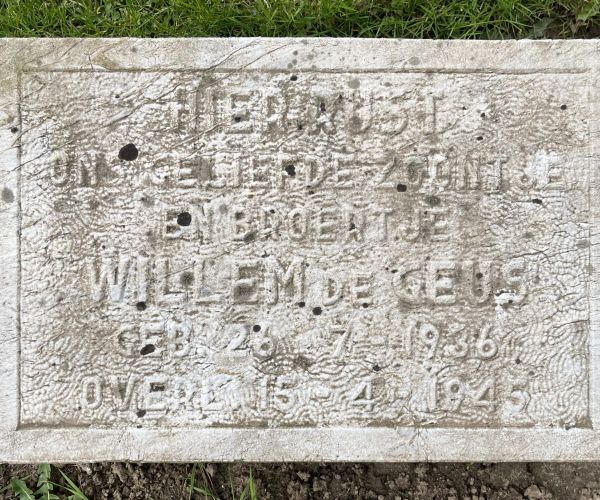 HIER RUST
ONS GELIEFDE ZOONTJE
EN BROERTJE
WILLEM DE GEUS
GEB. 26 - 7 - 1936
OVERL. 15 - 4 - 1945